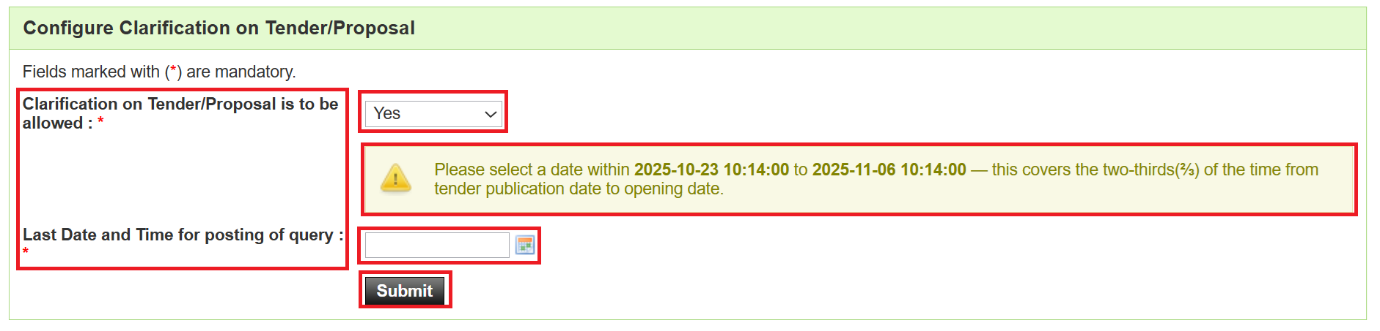 Configure Clarification on Tender/Proposal
Fields marked with (*) are mandatory.
Clarification on Tender/Proposal is to be
allowed : *
Yes
Please select a date within 2025-10-23 10:14:00 to 2025-11-06 10:14:00 — this covers the two-thirds(⅔) of the time from
tender publication date to opening date.
Last Date and Time for posting of query :
*
Submit